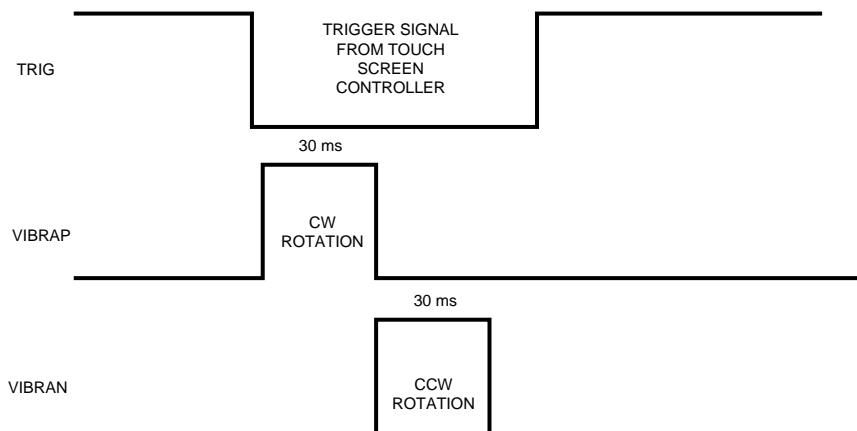 TRIGGER SIGNAL
FROM TOUCH
SCREEN
CONTROLLER
TRIG
30 ms
CW
ROTATION
VIBRAP
30 ms
CCW
ROTATION
VIBRAN